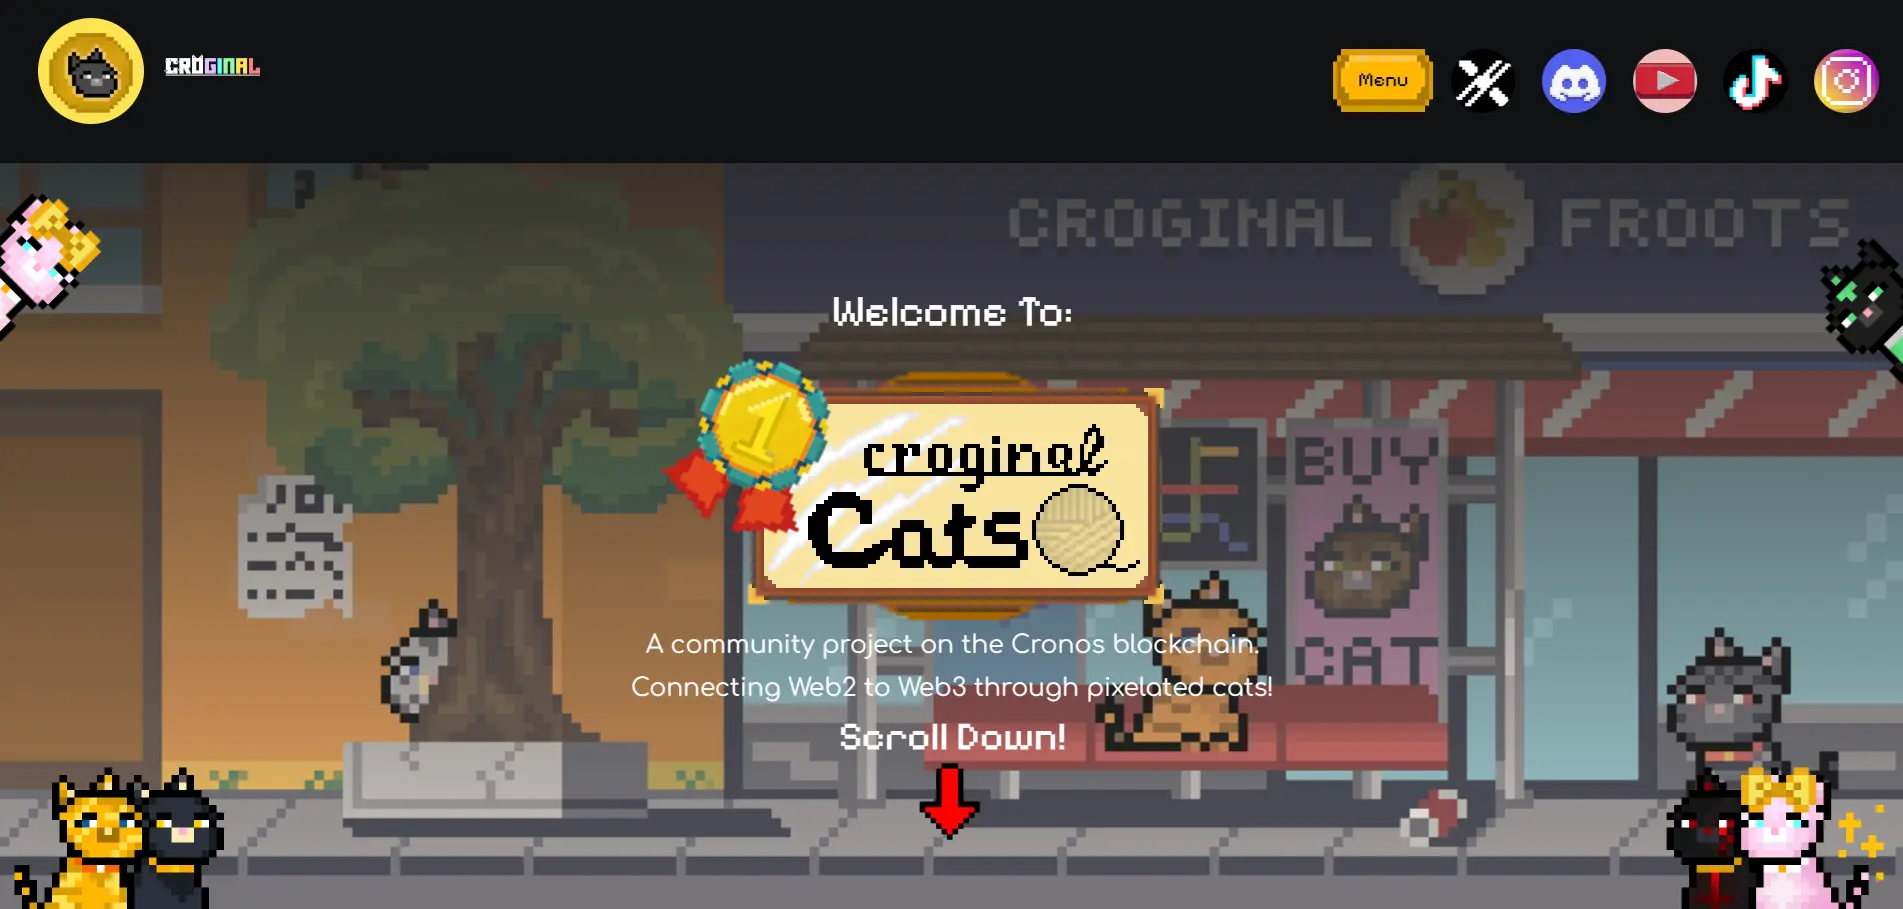 CROGINAL
Menu
CROGINAL FROOTS
Welcome To:
1
croginal
Cats
BUY
CAT
A community project on the Cronos blockchain.
Connecting Web2 to Web3 through pixelated cats!
Scroll Down!